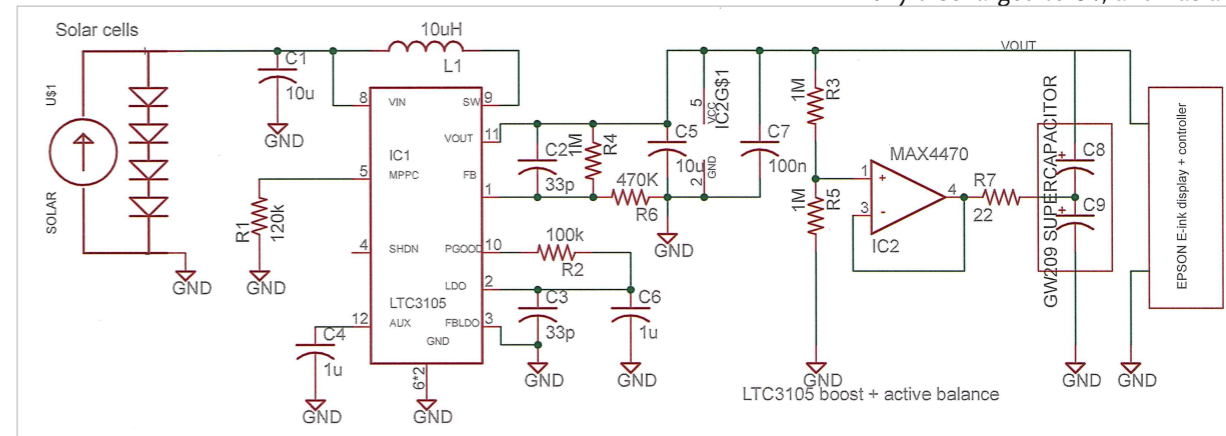 Solar cells
U$1
SOLAR
C1
10u
GND
GND
10uH
L1
8
VIN
SW
9
VOUT
11
IC1
5
MPPC
FB
1
R1
120k
GND
4
SHDN
PGOOD
10
LDO
2
LTC3105
12
AUX
FBLDO
3
GND
6*2
GND
C4
1u
GND
C2
33p
1M
R4
470K
R6
C5
10u
GND
5
VCC
IC2G$1
GND
2
C7
100n
100k
R2
C3
33p
GND
C6
1u
GND
1M
R3
1M
R5
GND
MAX4470
1
+
3
-
4
IC2
R7
22
VOUT
GW209 SUPERCAPACITOR
+
C8
+
C9
GND
EPSON E-ink display + controller
GND
LTC3105 boost + active balance